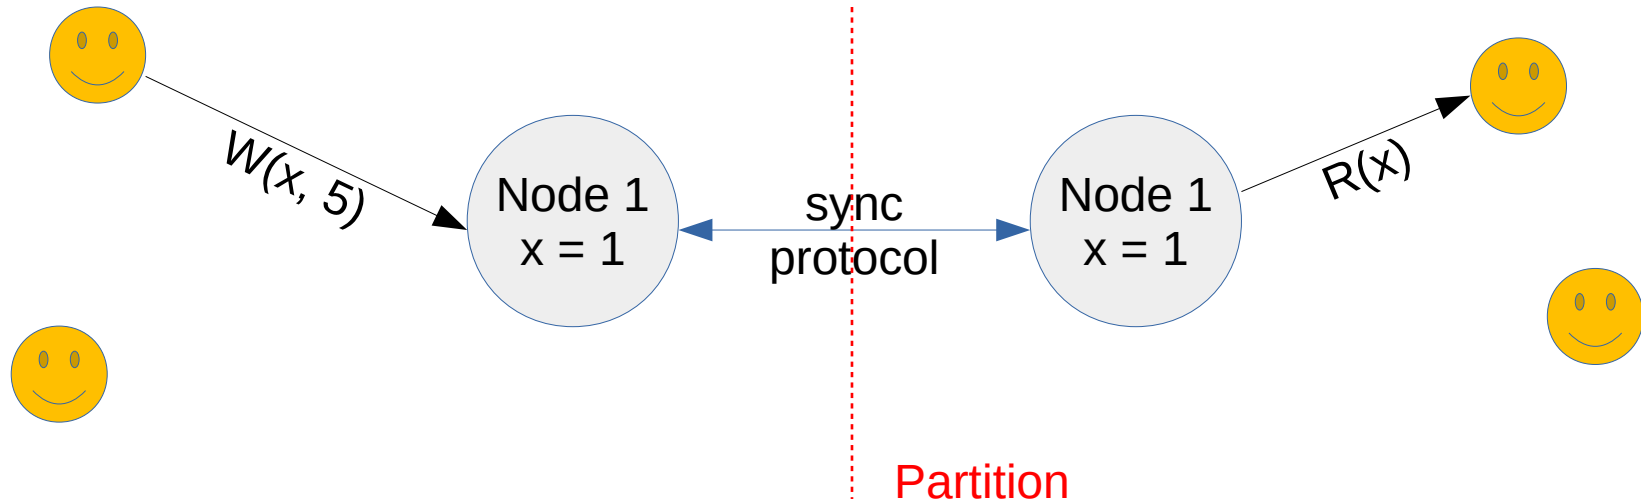 W(x, 5)
Node 1
x = 1
sync
protocol
Node 1
x = 1
R(x)
Partition